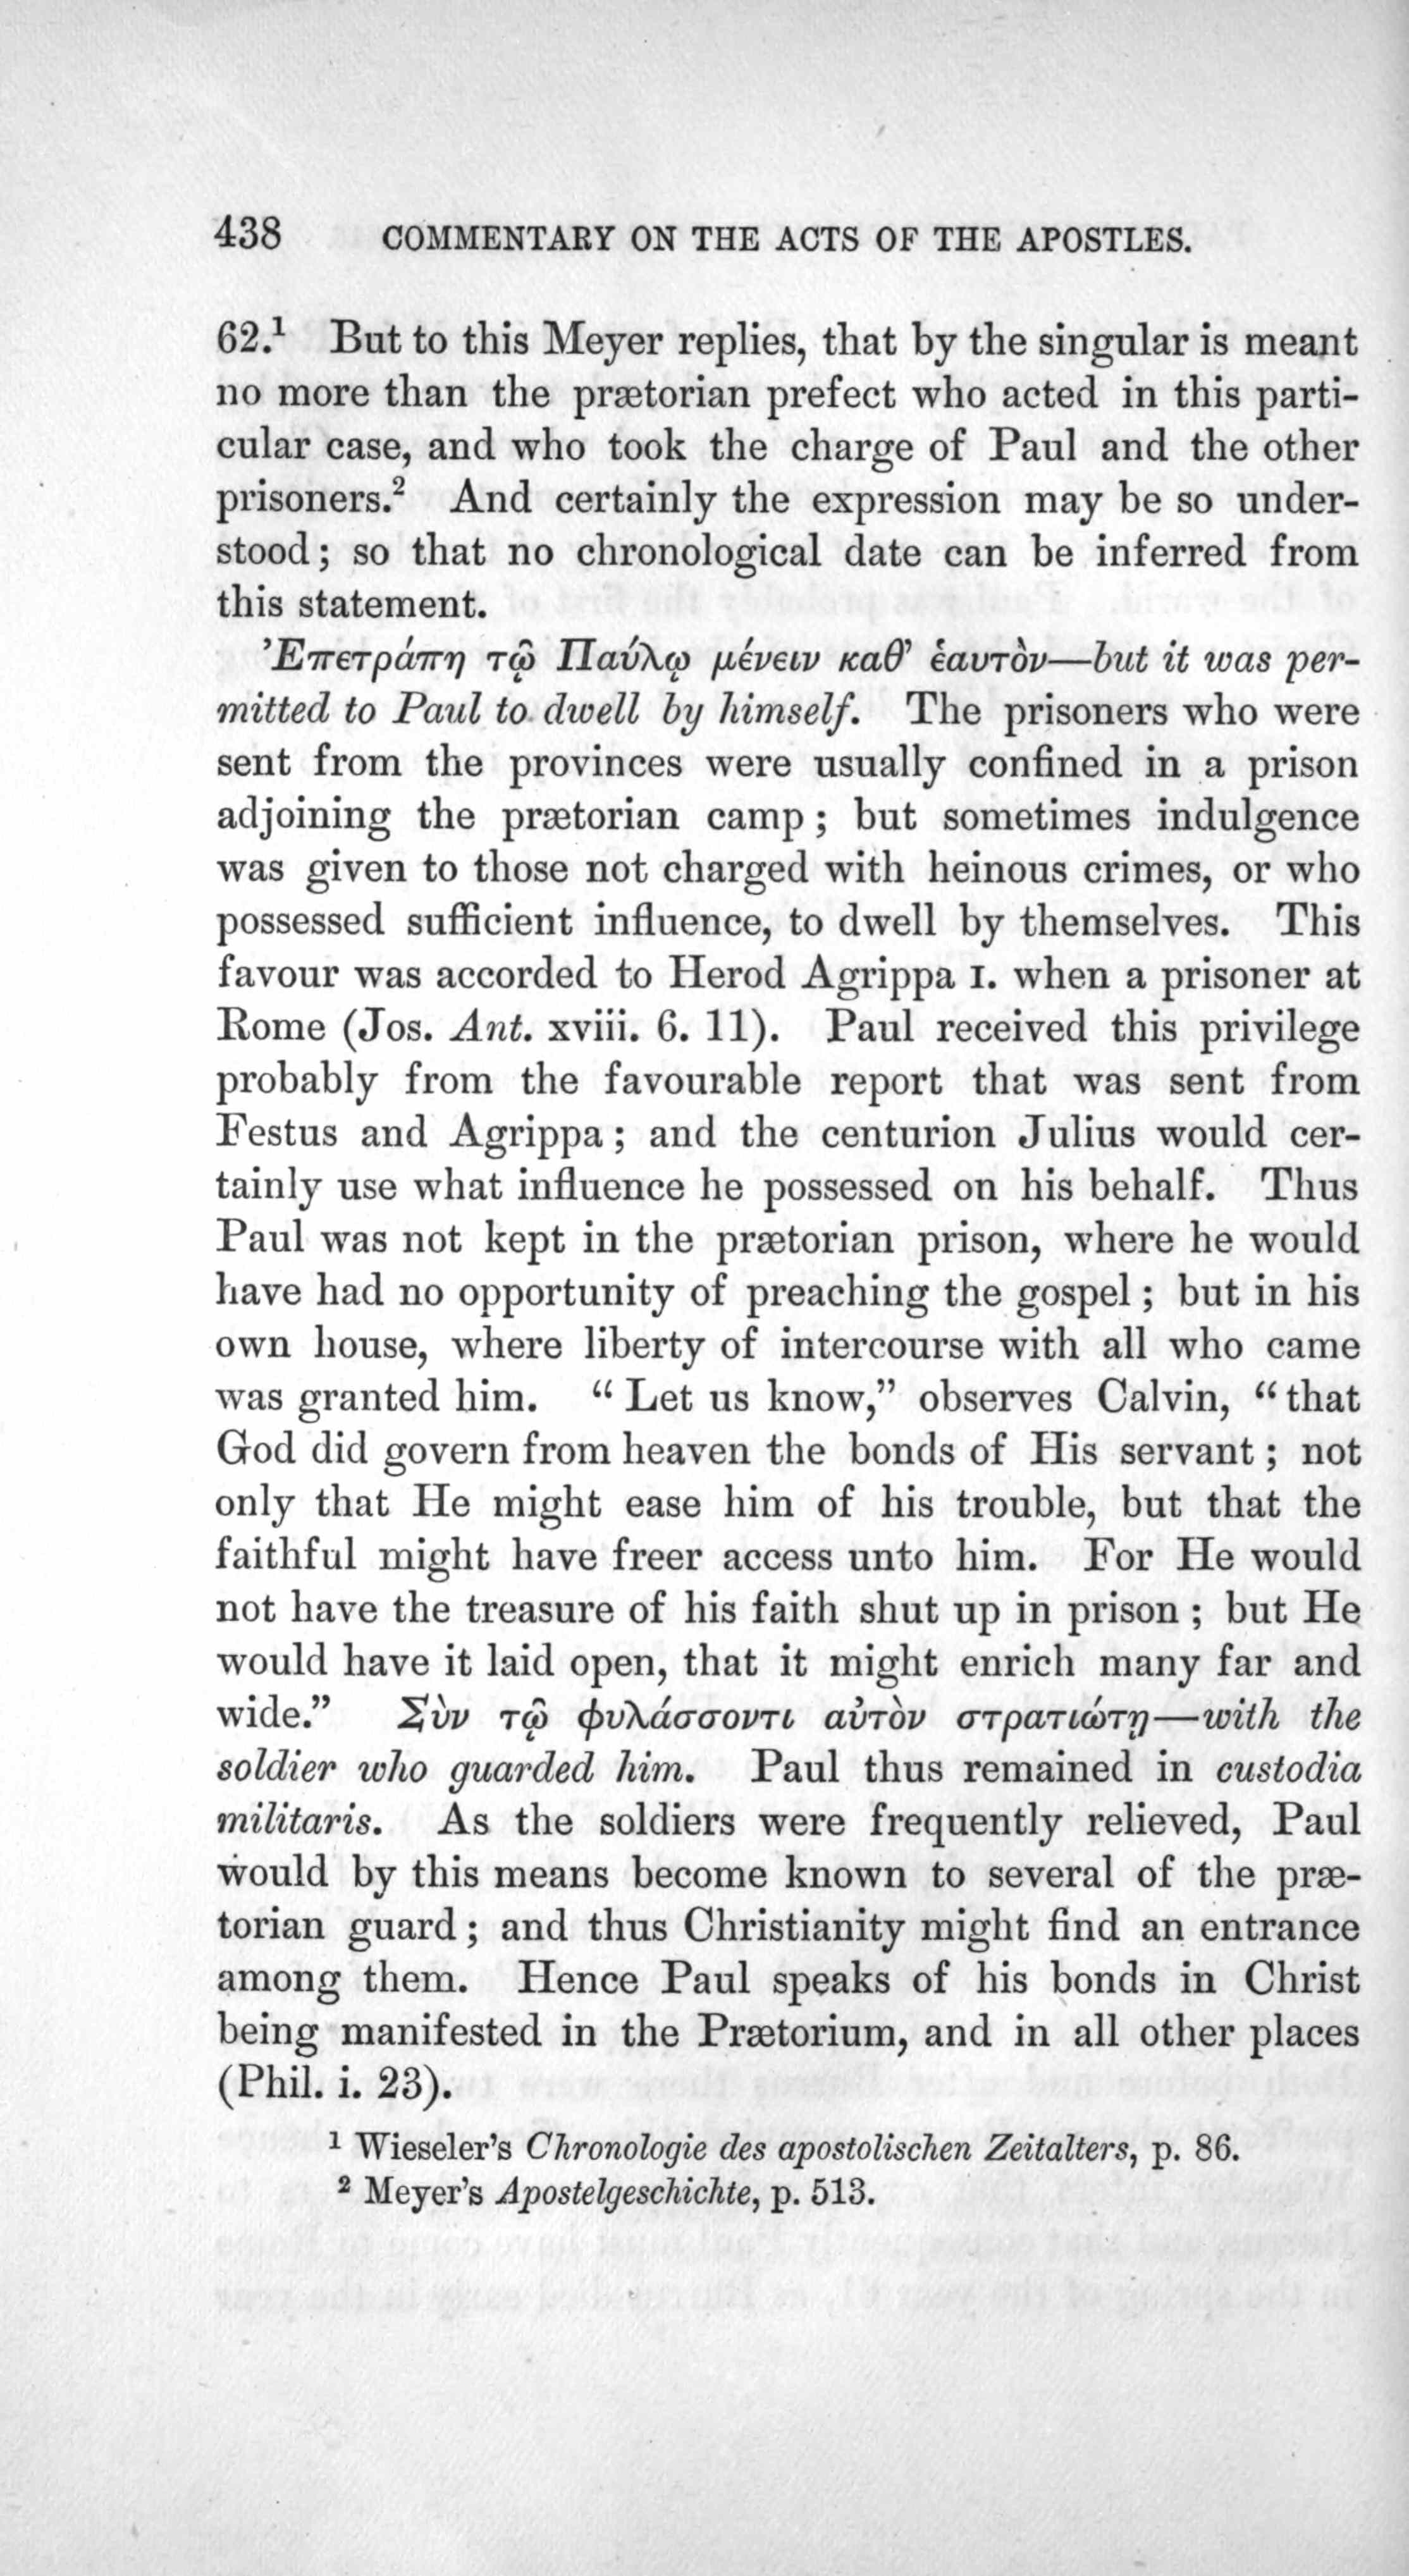 438 COMMENTARY ON THE ACTS OF THE APOSTLES.
62.¹ But to this Meyer replies, that by the singular is meant
no more than the prætorian prefect who acted in this parti-
cular case, and who took the charge of Paul and the other
prisoners.² And certainly the expression may be so under-
stood; so that no chronological date can be inferred from
this statement.
Ἐπετράπη τῷ Παύλῳ μένειν καθ’ ἑαυτὸν—but it was per-
mitted to Paul to dwell by himself. The prisoners who were
sent from the provinces were usually confined in a prison
adjoining the prætorian camp; but sometimes indulgence
was given to those not charged with heinous crimes, or who
possessed sufficient influence, to dwell by themselves. This
favour was accorded to Herod Agrippa I. when a prisoner at
Rome (Jos. Ant. xviii. 6. 11). Paul received this privilege
probably from the favourable report that was sent from
Festus and Agrippa; and the centurion Julius would cer-
tainly use what influence he possessed on his behalf. Thus
Paul was not kept in the prætorian prison, where he would
have had no opportunity of preaching the gospel; but in his
own house, where liberty of intercourse with all who came
was granted him. “Let us know,” observes Calvin, “that
God did govern from heaven the bonds of His servant; not
only that He might ease him of his trouble, but that the
faithful might have freer access unto him. For He would
not have the treasure of his faith shut up in prison; but He
would have it laid open, that it might enrich many far and
wide.” Σὺν τῷ φυλάσσοντι αὐτὸν στρατιώτῃ—with the
soldier who guarded him. Paul thus remained in custodia
militaris. As the soldiers were frequently relieved, Paul
would by this means become known to several of the præ-
torian guard; and thus Christianity might find an entrance
among them. Hence Paul speaks of his bonds in Christ
being manifested in the Prætorium, and in all other places
(Phil. i. 23).
¹ Wieseler’s Chronologie des apostolischen Zeitalters, p. 86.
² Meyer’s Apostelgeschichte, p. 513.